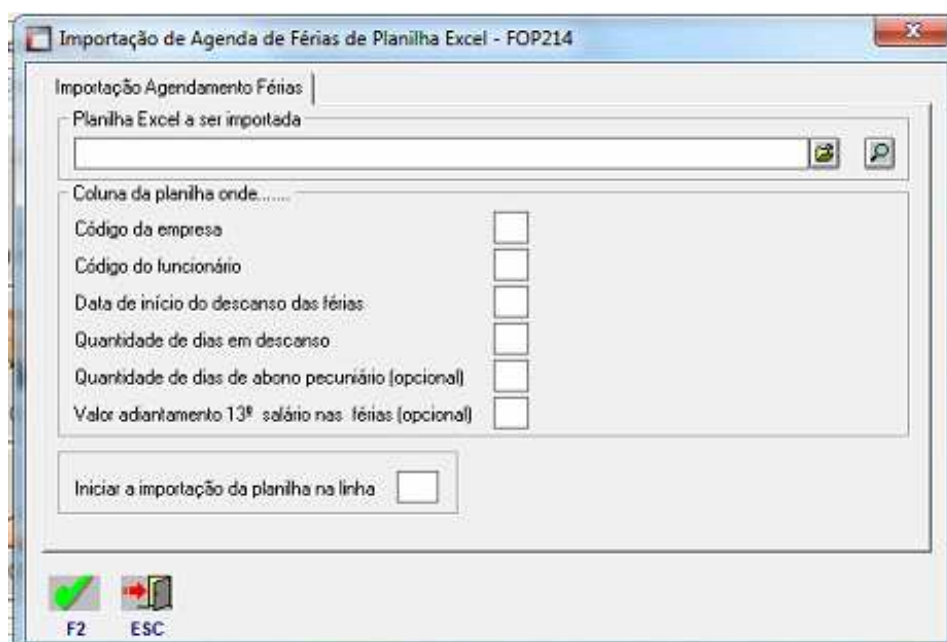 Importação de Agenda de Férias de Planilha Excel - FOP214
Importação Agendamento Férias
Planilha Excel a ser importada
Coluna da planilha onde.......
Código da empresa
Código do funcionário
Data de início do descanso das férias
Quantidade de dias em descanso
Quantidade de dias de abono pecuniário (opcional)
Valor adiantamento 13º salário nas férias (opcional)
Iniciar a importação da planilha na linha
F2 ESC